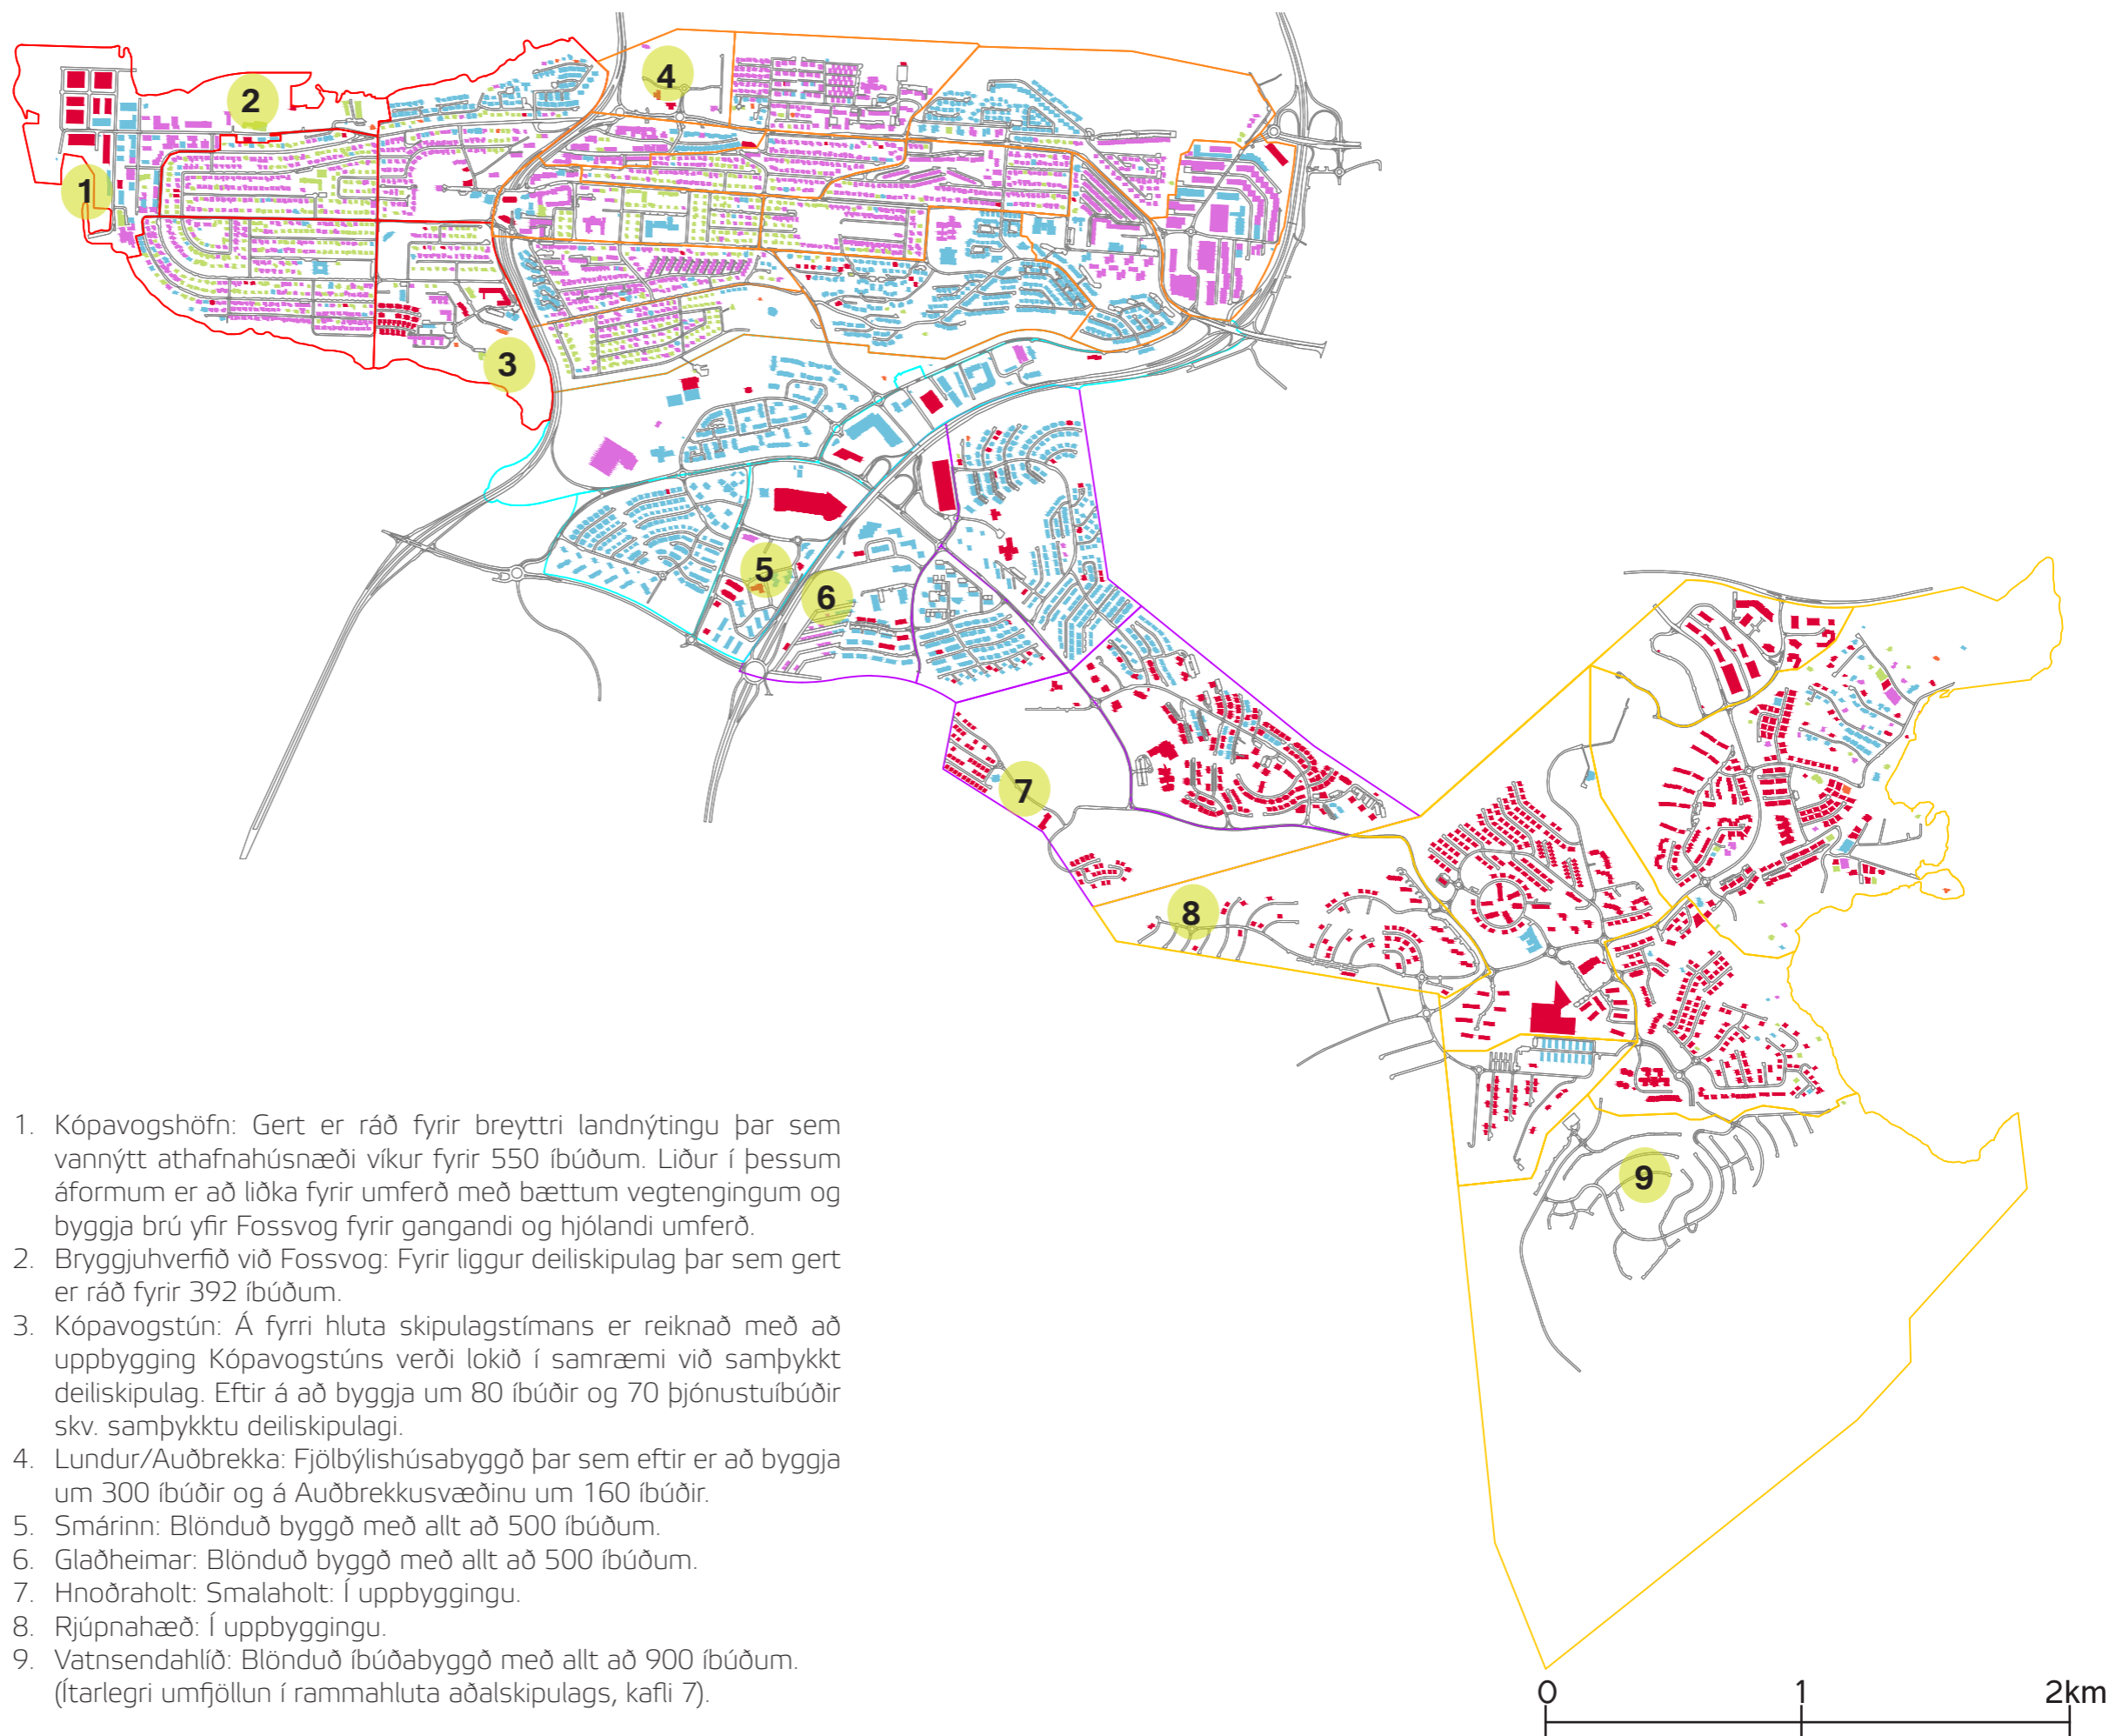 4
2
1
3
5
6
7
8
9
1. Kópavogshöfn: Gert er ráð fyrir breyttri landnýtingu þar sem
vannýtt athafnahúsnæði víkur fyrir 550 íbúðum. Liður í þessum
áformum er að liðka fyrir umferð með bættum vegtengingum og
byggja brú yfir Fossvog fyrir gangandi og hjólandi umferð.
2. Bryggjuhverfið við Fossvog: Fyrir liggur deiliskipulag þar sem gert
er ráð fyrir 392 íbúðum.
3. Kópavogstún: Á fyrri hluta skipulagstímans er reiknað með að
uppbygging Kópavogstúns verði lokið í samræmi við samþykkt
deiliskipulag. Eftir á að byggja um 80 íbúðir og 70 þjónustuíbúðir
skv. samþykktu deiliskipulagi.
4. Lundur/Auðbrekka: Fjölbýlishúsabyggð þar sem eftir er að byggja
um 300 íbúðir og á Auðbrekkusvæðinu um 160 íbúðir.
5. Smárinn: Blönduð byggð með allt að 500 íbúðum.
6. Glaðheimar: Blönduð byggð með allt að 500 íbúðum.
7. Hnoðraholt: Smalaholt: Í uppbyggingu.
8. Rjúpnahæð: Í uppbyggingu.
9. Vatnsendahlíð: Blönduð íbúðabyggð með allt að 900 íbúðum.
(Ítarlegri umfjöllun í rammahluta aðalskipulags, kafli 7).
0 1 2km